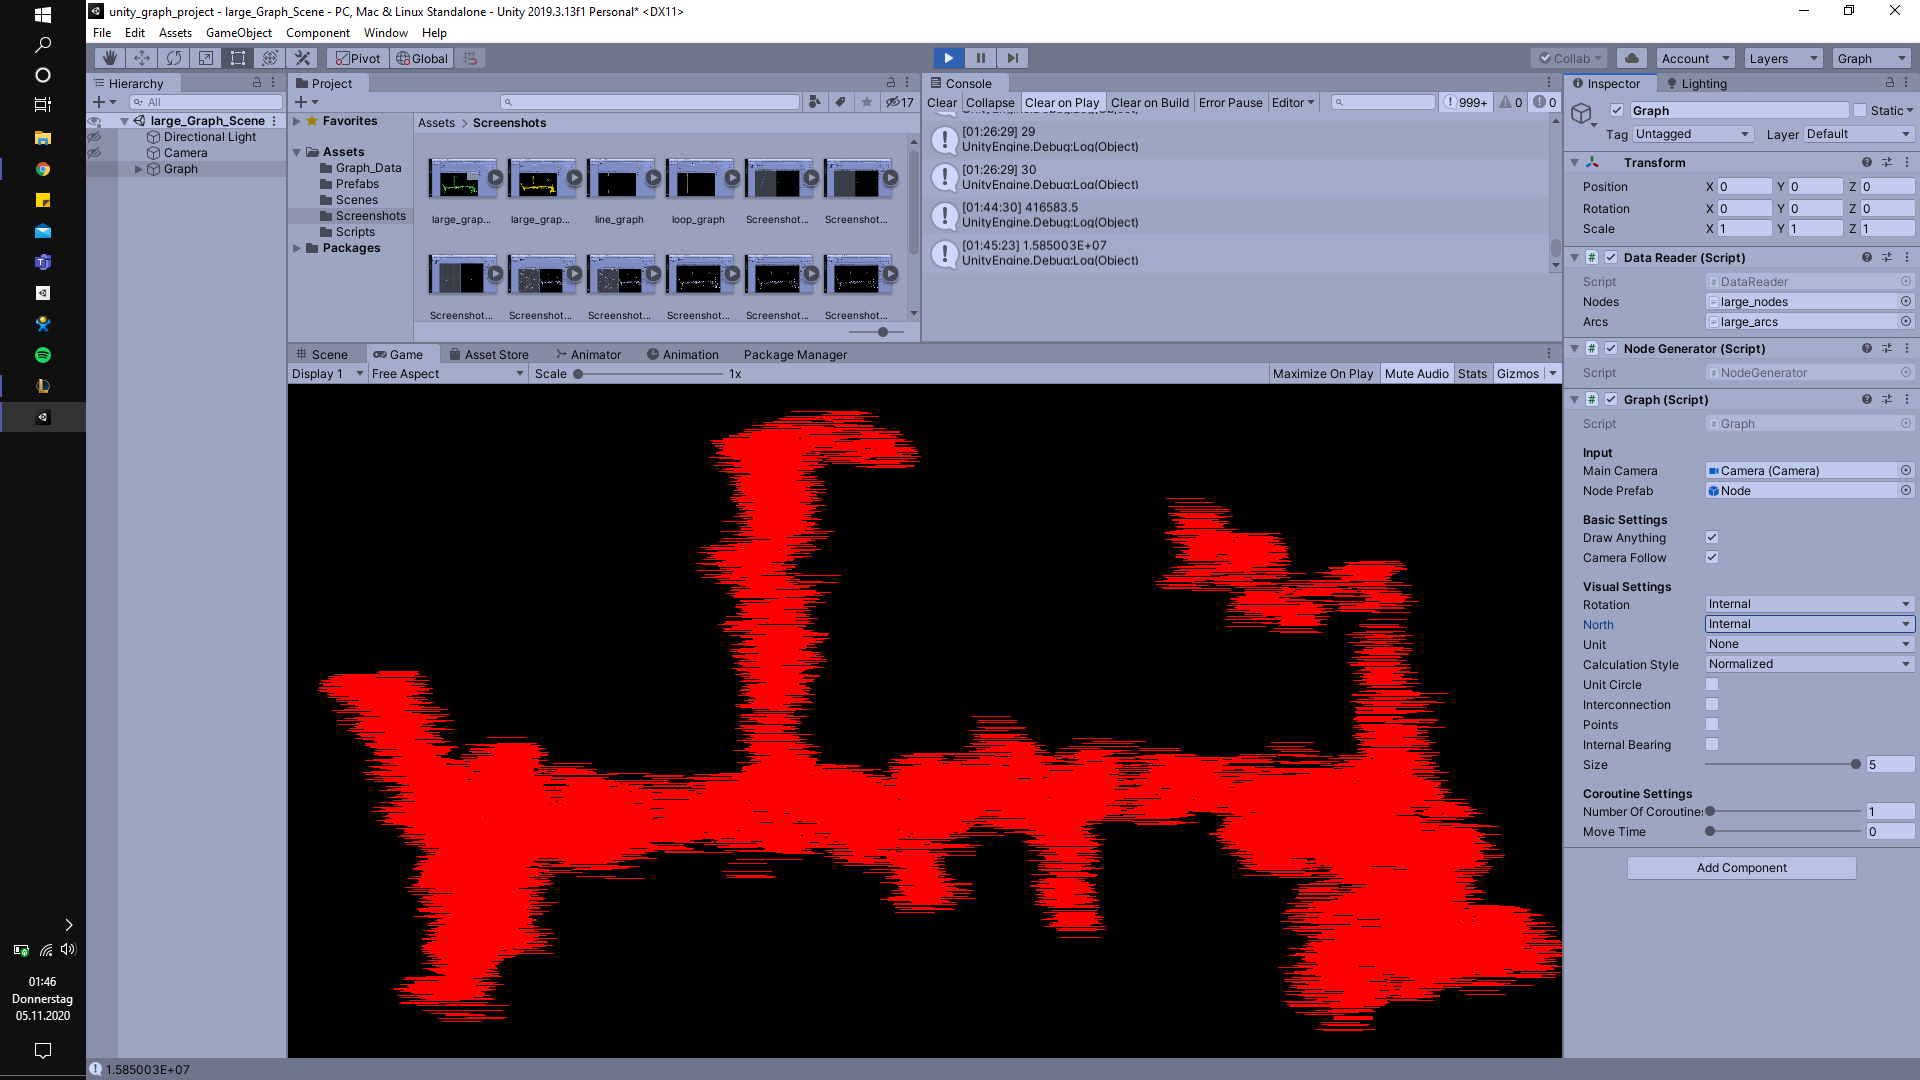 unity_graph_project - large_Graph_Scene - PC, Mac & Linux Standalone - Unity 2019.3.13f1 Personal* <DX11>
File Edit Assets GameObject Component Window Help
Pivot Global
Collab Account Layers Graph
Hierarchy
All
large_Graph_Scene
Directional Light
Camera
Graph
Project
17
Favorites
Assets
Graph_Data
Prefabs
Scenes
Screenshots
Scripts
Packages
Assets > Screenshots
large_grap... large_grap... line_graph loop_graph Screenshot... Screenshot...
Screenshot... Screenshot... Screenshot... Screenshot... Screenshot... Screenshot...
Console
Clear Collapse Clear on Play Clear on Build Error Pause Editor 999+ 0 0
UnityEngine.Debug:Log(Object)
[01:26:29] 29
UnityEngine.Debug:Log(Object)
[01:26:29] 30
UnityEngine.Debug:Log(Object)
[01:44:30] 416583.5
UnityEngine.Debug:Log(Object)
[01:45:23] 1.585003E+07
UnityEngine.Debug:Log(Object)
Scene Game Asset Store Animator Animation Package Manager
Display 1 Free Aspect Scale 1x Maximize On Play Mute Audio Stats Gizmos
Inspector Lighting
Graph Static
Tag Untagged Layer Default
Transform
Position X 0 Y 0 Z 0
Rotation X 0 Y 0 Z 0
Scale X 1 Y 1 Z 1
# Data Reader (Script)
Script # DataReader
Nodes large_nodes
Arcs large_arcs
# Node Generator (Script)
Script # NodeGenerator
# Graph (Script)
Script # Graph
Input
Main Camera Camera (Camera)
Node Prefab Node
Basic Settings
Draw Anything
Camera Follow
Visual Settings
Rotation Internal
North Internal
Unit None
Calculation Style Normalized
Unit Circle
Interconnection
Points
Internal Bearing
Size 5
Coroutine Settings
Number Of Coroutine 1
Move Time 0
Add Component
01:46
Donnerstag
05.11.2020
1.585003E+07